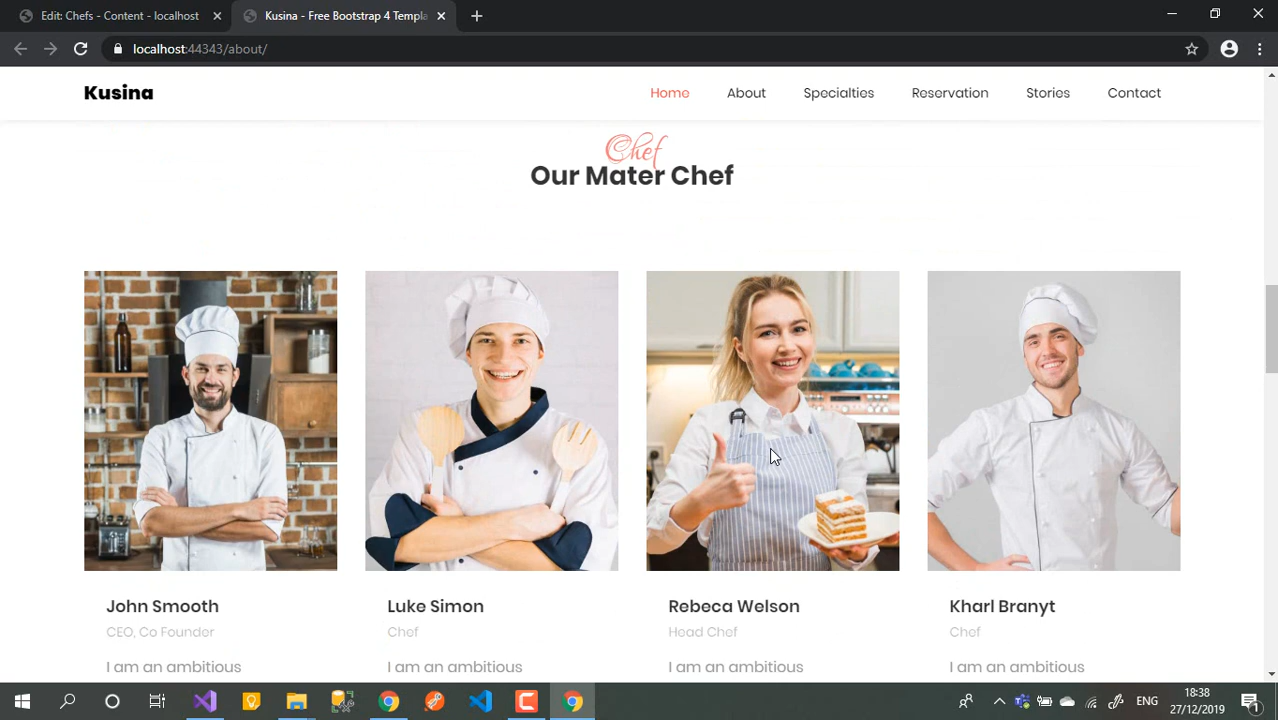 Edit: Chefs - Content - localhost
Kusina - Free Bootstrap 4 Templa
localhost:44343/about/
Kusina
Home About Specialties Reservation Stories Contact
Chef
Our Mater Chef
John Smooth
CEO, Co Founder
I am an ambitious
Luke Simon
Chef
I am an ambitious
Rebeca Welson
Head Chef
I am an ambitious
Kharl Branyt
Chef
I am an ambitious
ENG
18:38
27/12/2019
1